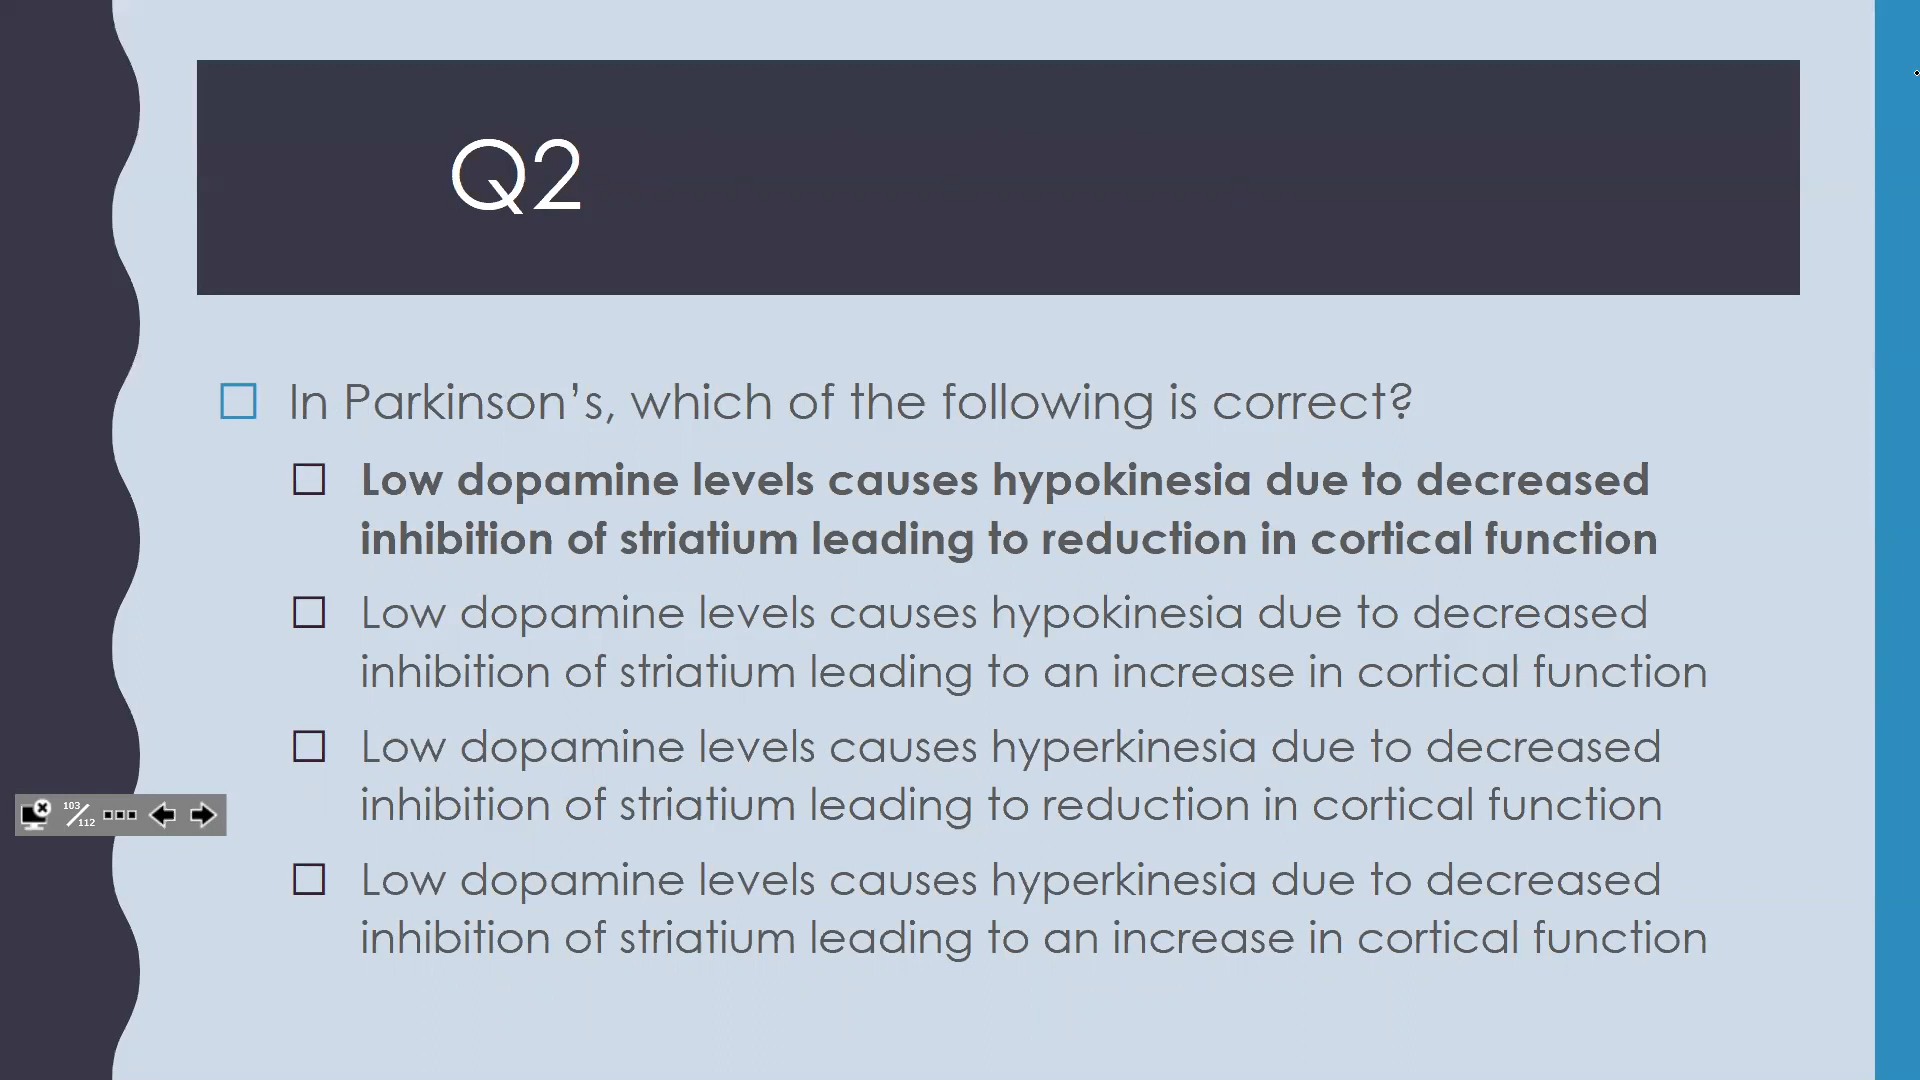 Q2
In Parkinson’s, which of the following is correct?
Low dopamine levels causes hypokinesia due to decreased
inhibition of striatium leading to reduction in cortical function
Low dopamine levels causes hypokinesia due to decreased
inhibition of striatium leading to an increase in cortical function
Low dopamine levels causes hyperkinesia due to decreased
inhibition of striatium leading to reduction in cortical function
103/112
Low dopamine levels causes hyperkinesia due to decreased
inhibition of striatium leading to an increase in cortical function